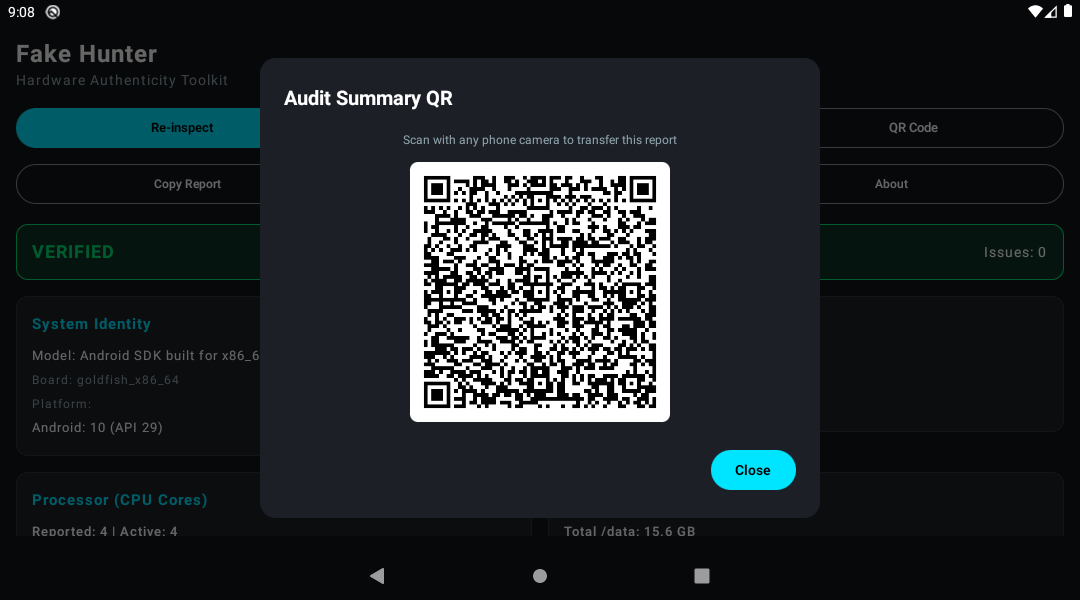 9:08
Fake Hunter
Hardware Authenticity Toolkit
Re-inspect
QR Code
Copy Report
About
VERIFIED
Issues: 0
System Identity
Model: Android SDK built for x86_6
Board: goldfish_x86_64
Platform:
Android: 10 (API 29)
Processor (CPU Cores)
Reported: 4 | Active: 4
Total /data: 15.6 GB
Audit Summary QR
Scan with any phone camera to transfer this report
Close